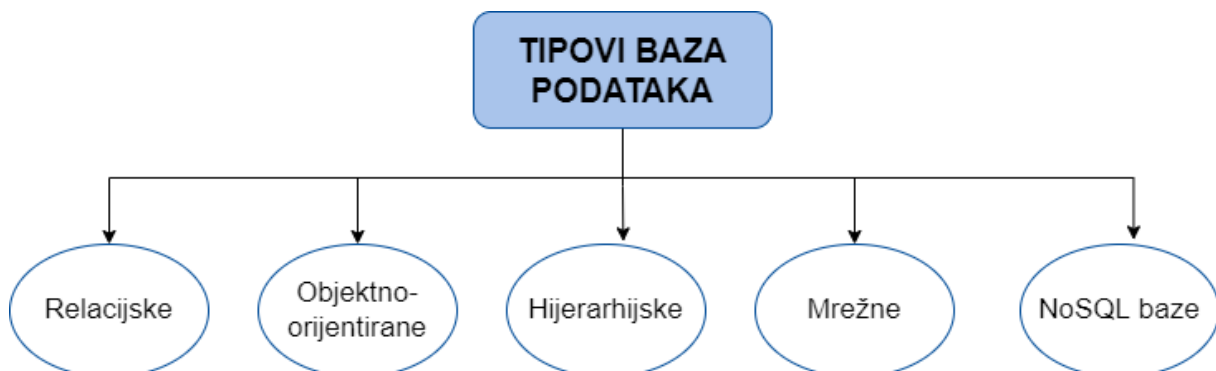 TIPOVI BAZA
PODATAKA
Relacijske
Objektno-
orijentirane
Hijerarhijske
Mrežne
NoSQL baze